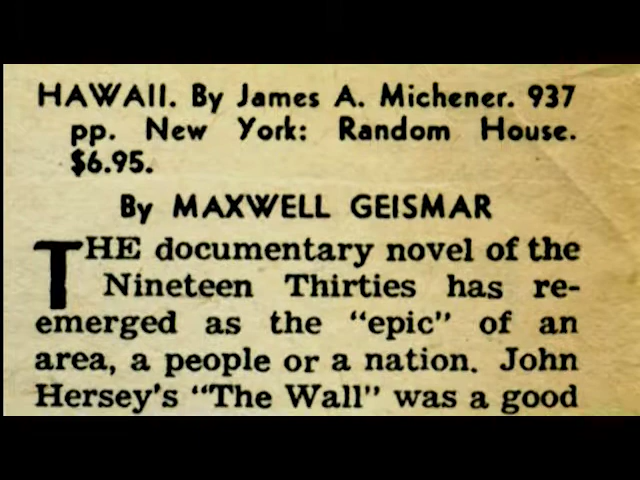 HAWAII. By James A. Michener. 937
pp. New York: Random House.
$6.95.
By MAXWELL GEISMAR
THE documentary novel of the
Nineteen Thirties has re-
emerged as the "epic" of an
area, a people or a nation. John
Hersey's "The Wall" was a good